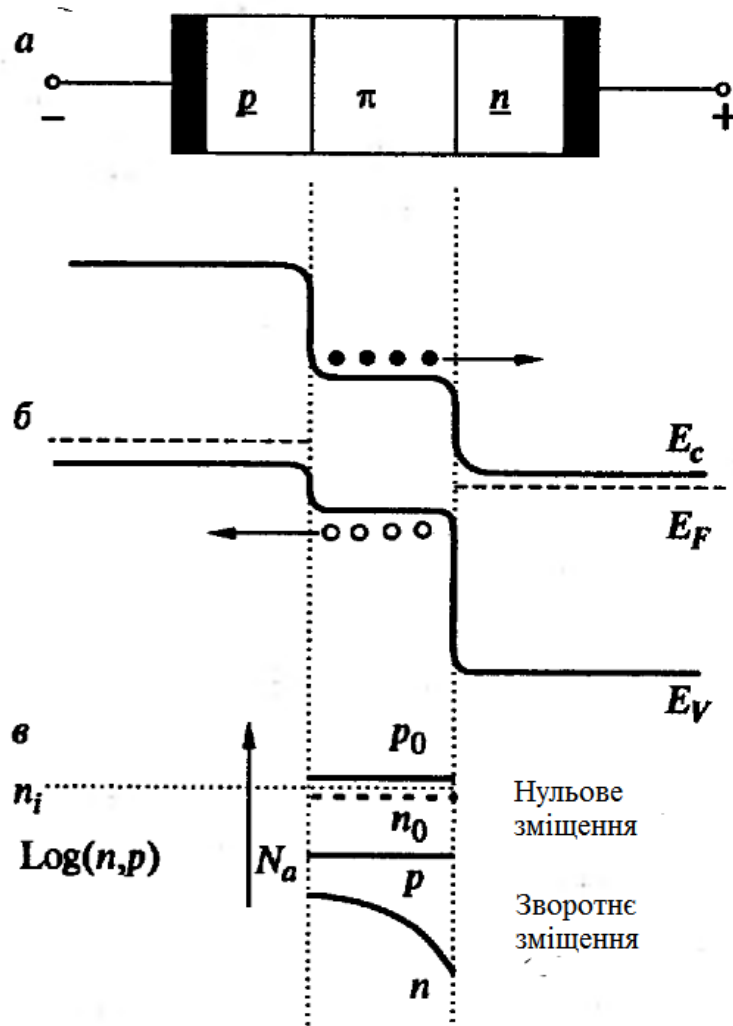 а
p π n
− +
б
E_c
E_F
E_V
в
p_0
n_i
n_0
Нульове
зміщення
Log(n,p)
N_a
p
Зворотнє
зміщення
n